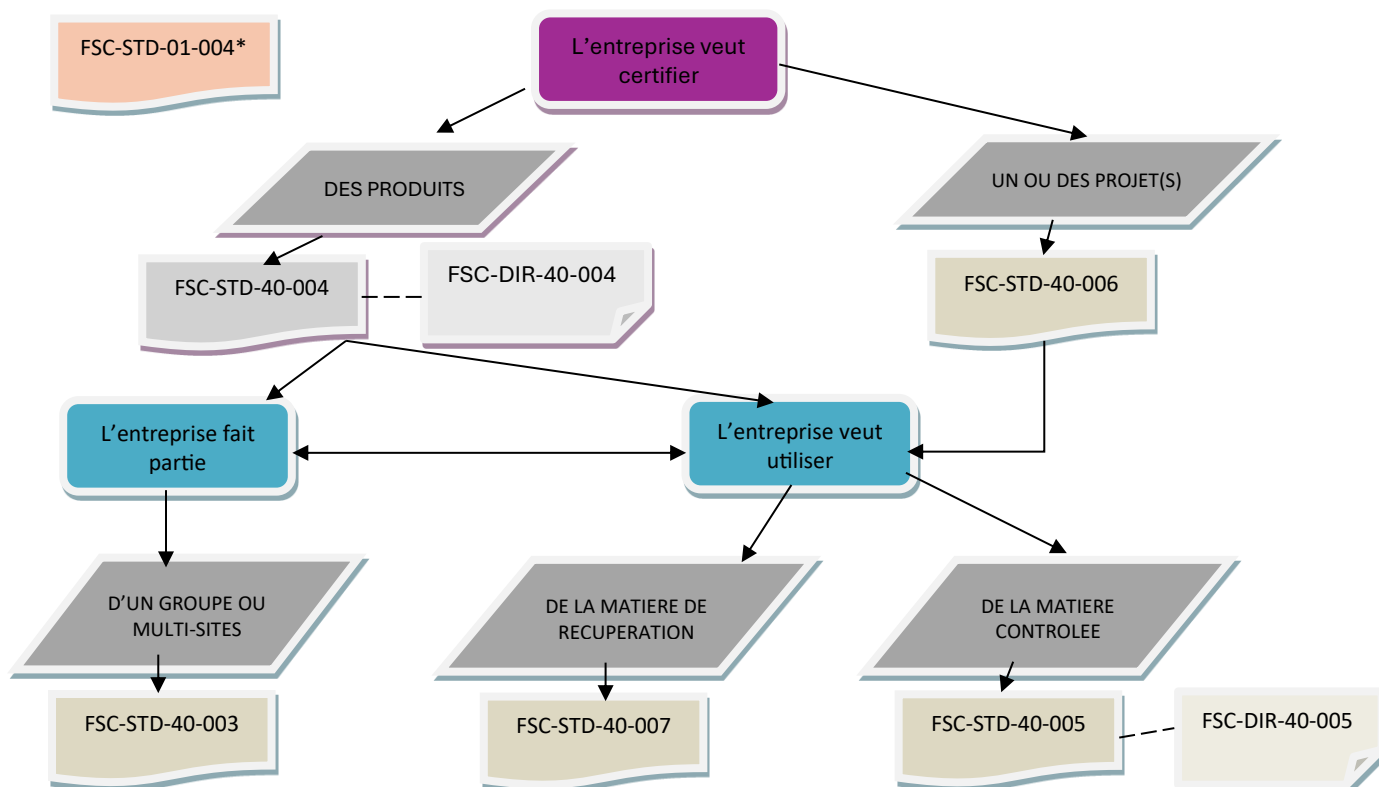 FSC-STD-01-004*
L'entreprise veut
certifier
DES PRODUITS
UN OU DES PROJET(S)
FSC-STD-40-004
FSC-DIR-40-004
FSC-STD-40-006
L'entreprise fait
partie
L'entreprise veut
utiliser
D'UN GROUPE OU
MULTI-SITES
DE LA MATIERE DE
RECUPERATION
DE LA MATIERE
CONTROLEE
FSC-STD-40-003
FSC-STD-40-007
FSC-STD-40-005
FSC-DIR-40-005